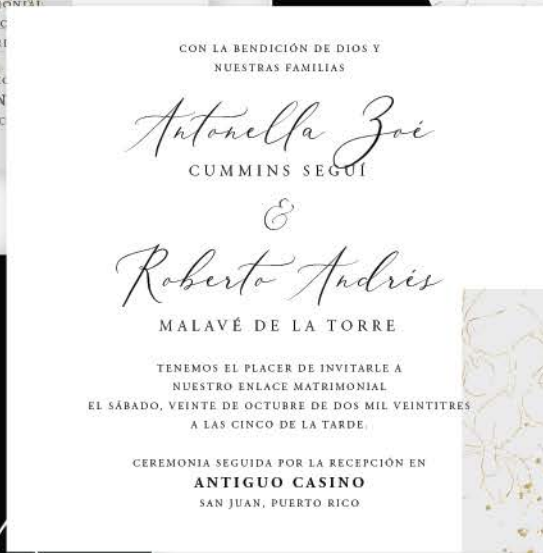 CON LA BENDICIÓN DE DIOS Y
NUESTRAS FAMILIAS
Antonella Zoé
CUMMINS SEGUÍ
&
Roberto Andrés
MALAVÉ DE LA TORRE
TENEMOS EL PLACER DE INVITARLE A
NUESTRO ENLACE MATRIMONIAL
EL SÁBADO, VEINTE DE OCTUBRE DE DOS MIL VEINTITRES
A LAS CINCO DE LA TARDE.
CEREMONIA SEGUIDA POR LA RECEPCIÓN EN
ANTIGUO CASINO
SAN JUAN, PUERTO RICO